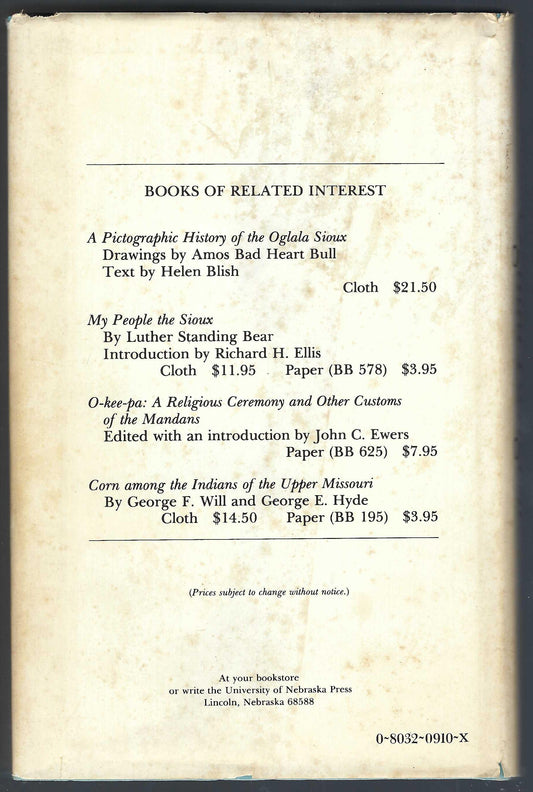 BOOKS OF RELATED INTEREST
A Pictographic History of the Oglala Sioux
Drawings by Amos Bad Heart Bull
Text by Helen Blish
Cloth $21.50
My People the Sioux
By Luther Standing Bear
Introduction by Richard H. Ellis
Cloth $11.95 Paper (BB 578) $3.95
O-kee-pa: A Religious Ceremony and Other Customs
of the Mandans
Edited with an introduction by John C. Ewers
Paper (BB 625) $7.95
Corn among the Indians of the Upper Missouri
By George F. Will and George E. Hyde
Cloth $14.50 Paper (BB 195) $3.95
(Prices subject to change without notice.)
At your bookstore
or write the University of Nebraska Press
Lincoln, Nebraska 68588
0~8032~0910~X